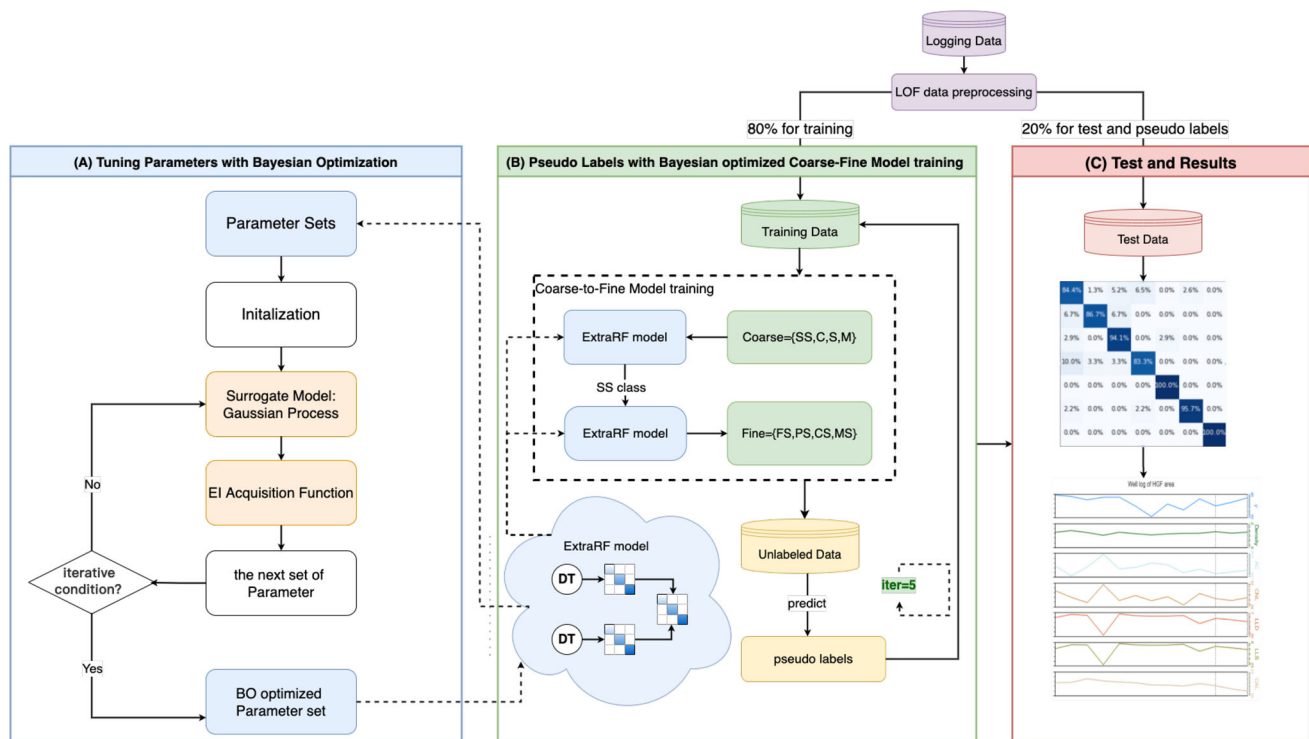 Logging Data
LOF data preprocessing
80% for training
20% for test and pseudo labels
(A) Tuning Parameters with Bayesian Optimization
Parameter Sets
Initalization
Surrogate Model:
Gaussian Process
EI Acquisition Function
the next set of
Parameter
iterative
condition?
No
Yes
BO optimized
Parameter set
(B) Pseudo Labels with Bayesian optimized Coarse-Fine Model training
Training Data
Coarse-to-Fine Model training
ExtraRF model
Coarse={SS,C,S,M}
SS class
ExtraRF model
Fine={FS,PS,CS,MS}
ExtraRF model
DT
DT
Unlabeled Data
predict
iter=5
pseudo labels
(C) Test and Results
Test Data
84.4% 1.3% 5.2% 6.5% 0.0% 2.6% 0.0%
6.7% 86.7% 6.7% 0.0% 0.0% 0.0% 0.0%
2.9% 0.0% 94.1% 0.0% 2.9% 0.0% 0.0%
10.0% 3.3% 3.3% 83.3% 0.0% 0.0% 0.0%
0.0% 0.0% 0.0% 0.0% 100.0% 0.0% 0.0%
2.2% 0.0% 0.0% 2.2% 0.0% 95.7% 0.0%
0.0% 0.0% 0.0% 0.0% 0.0% 0.0% 100.0%
Well log of HGF area
Density
CNL
LLD
LLS